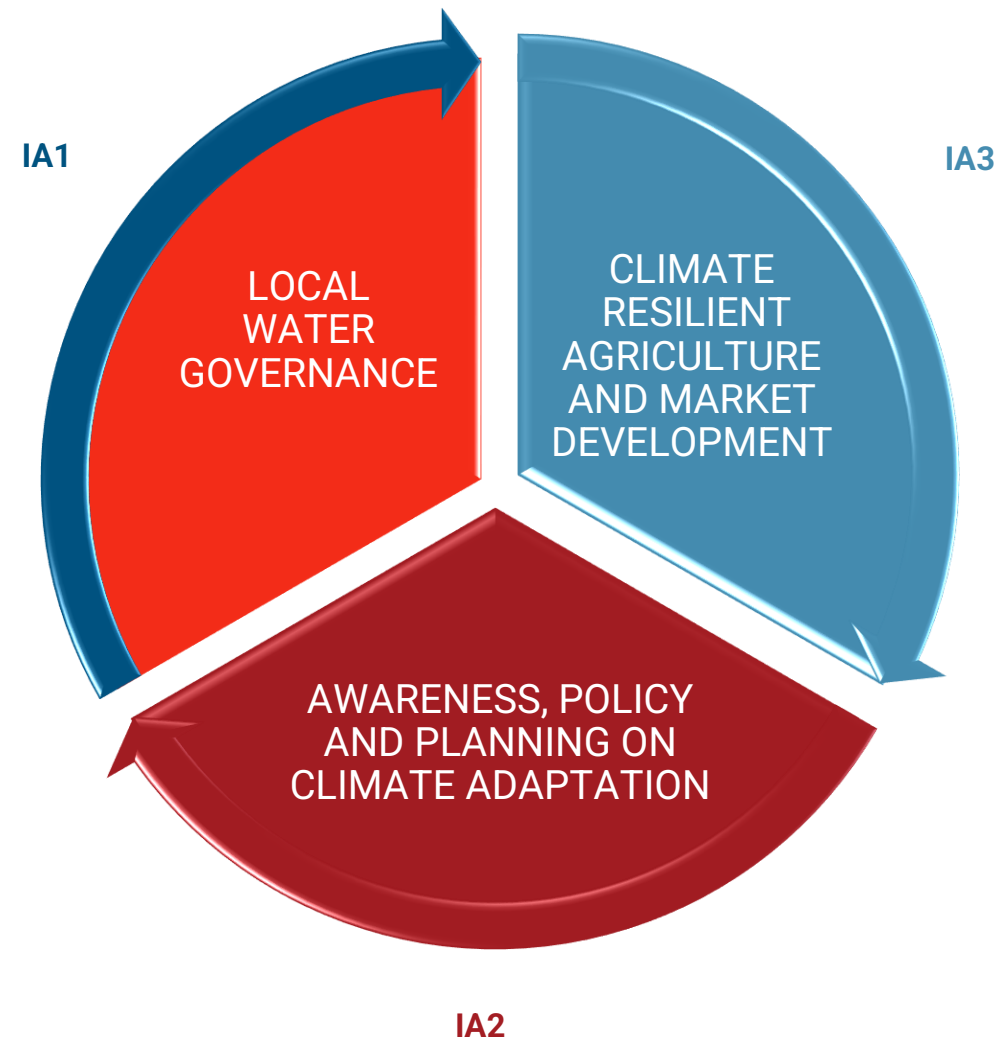 IA1
LOCAL
WATER
GOVERNANCE
CLIMATE
RESILIENT
AGRICULTURE
AND MARKET
DEVELOPMENT
IA3
AWARENESS, POLICY
AND PLANNING ON
CLIMATE ADAPTATION
IA2